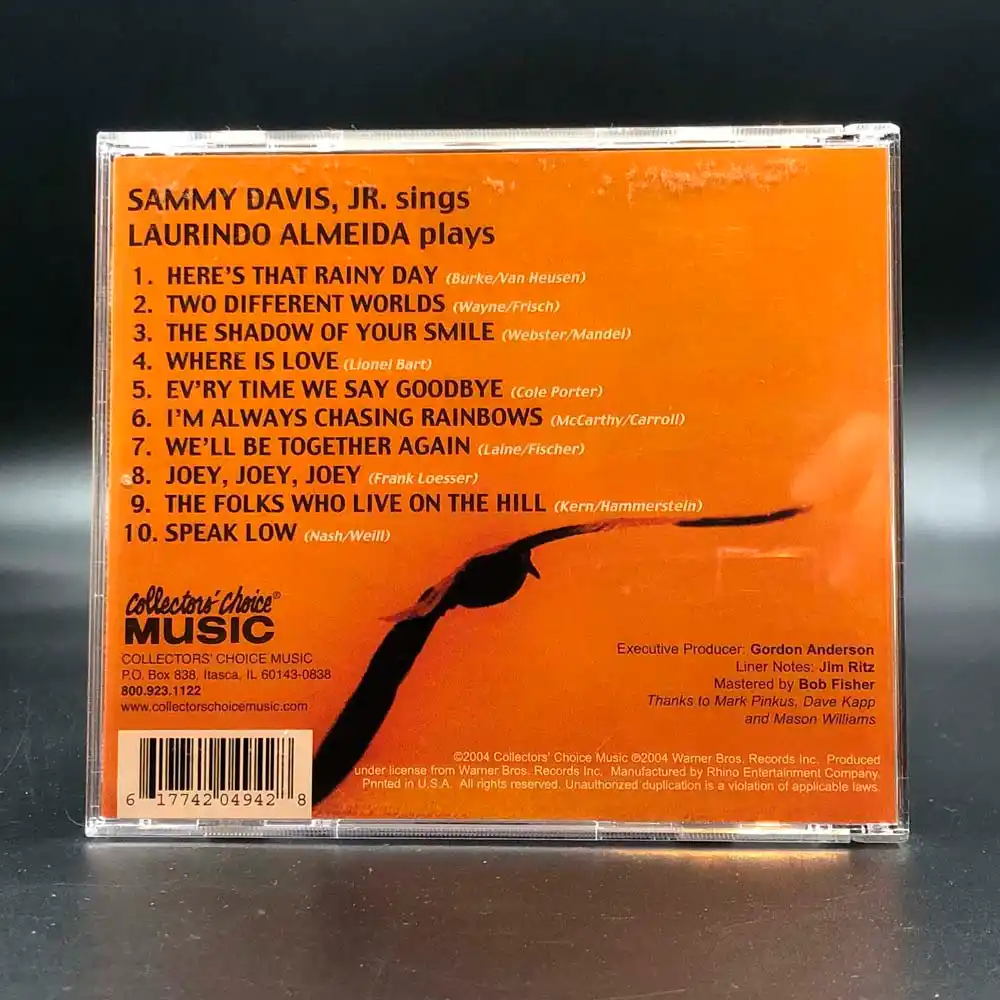 SAMMY DAVIS, JR. sings
LAURINDO ALMEIDA plays
1. HERE'S THAT RAINY DAY (Burke/Van Heusen)
2. TWO DIFFERENT WORLDS (Wayne/Frisch)
3. THE SHADOW OF YOUR SMILE (Webster/Mandel)
4. WHERE IS LOVE (Lionel Bart)
5. EV'RY TIME WE SAY GOODBYE (Cole Porter)
6. I'M ALWAYS CHASING RAINBOWS (McCarthy/Carroll)
7. WE'LL BE TOGETHER AGAIN (Laine/Fischer)
8. JOEY, JOEY, JOEY (Frank Loesser)
9. THE FOLKS WHO LIVE ON THE HILL (Kern/Hammerstein)
10. SPEAK LOW (Nash/Weill)
Collectors' Choice®
MUSIC
COLLECTORS' CHOICE MUSIC
P.O. Box 838, Itasca, IL 60143-0838
800.923.1122
www.collectorschoicemusic.com
6 17742 04942 8
Executive Producer: Gordon Anderson
Liner Notes: Jim Ritz
Mastered by Bob Fisher
Thanks to Mark Pinkus, Dave Kapp
and Mason Williams
©2004 Collectors' Choice Music ℗2004 Warner Bros. Records Inc. Produced
under license from Warner Bros. Records Inc. Manufactured by Rhino Entertainment Company.
Printed in U.S.A. All rights reserved. Unauthorized duplication is a violation of applicable laws.